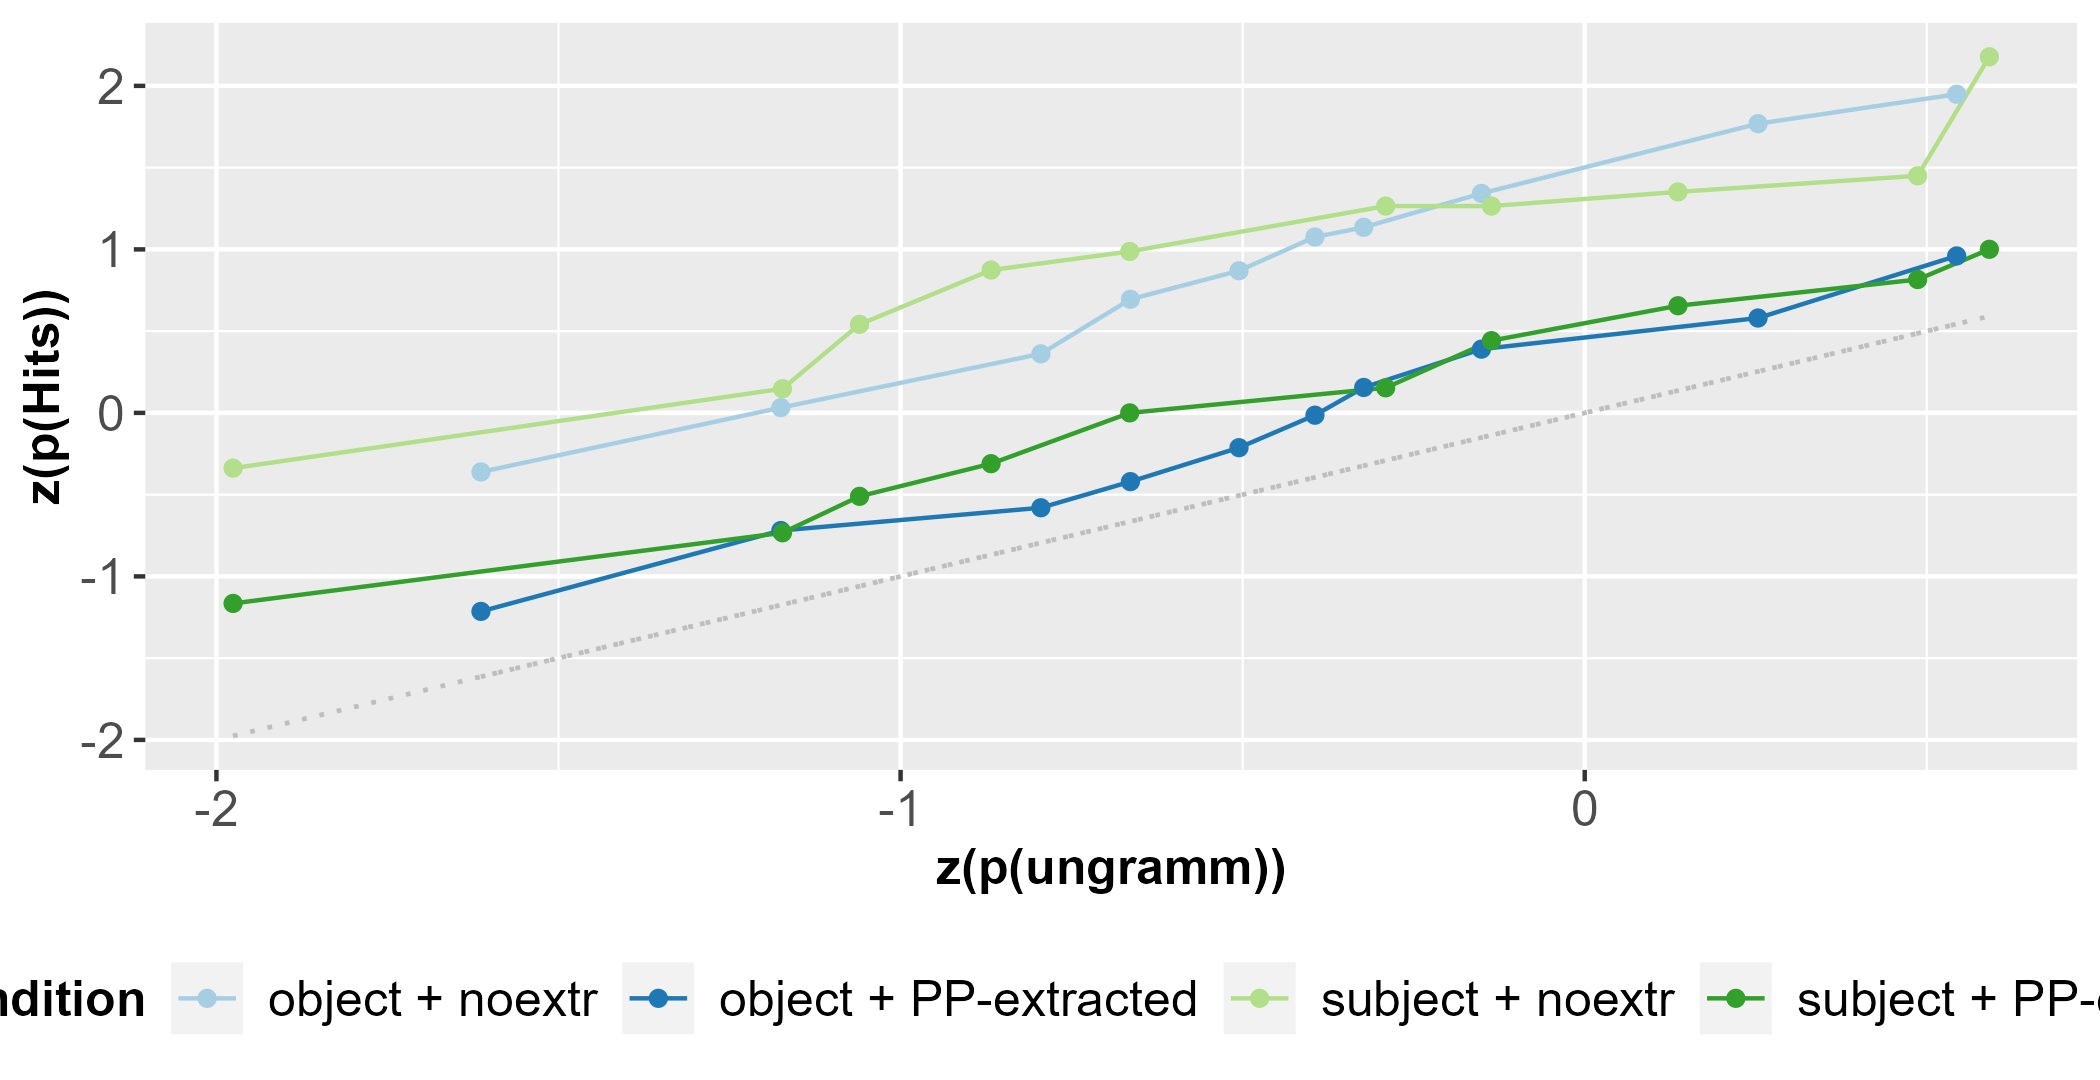 2
1
0
-1
-2
z(p(Hits))
-2 -1 0
z(p(ungramm))
ndition object + noextr object + PP-extracted subject + noextr subject + PP-